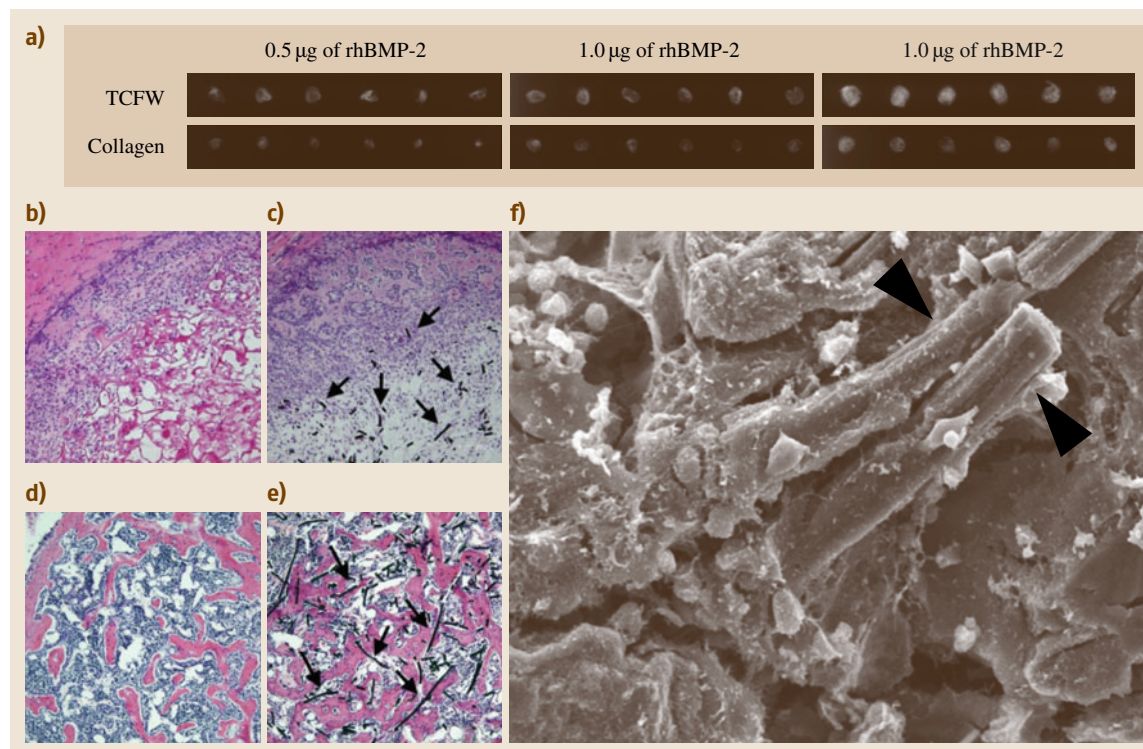 a)
0.5 μg of rhBMP-2 1.0 μg of rhBMP-2 1.0 μg of rhBMP-2
TCFW
Collagen
b) c) f)
d) e)